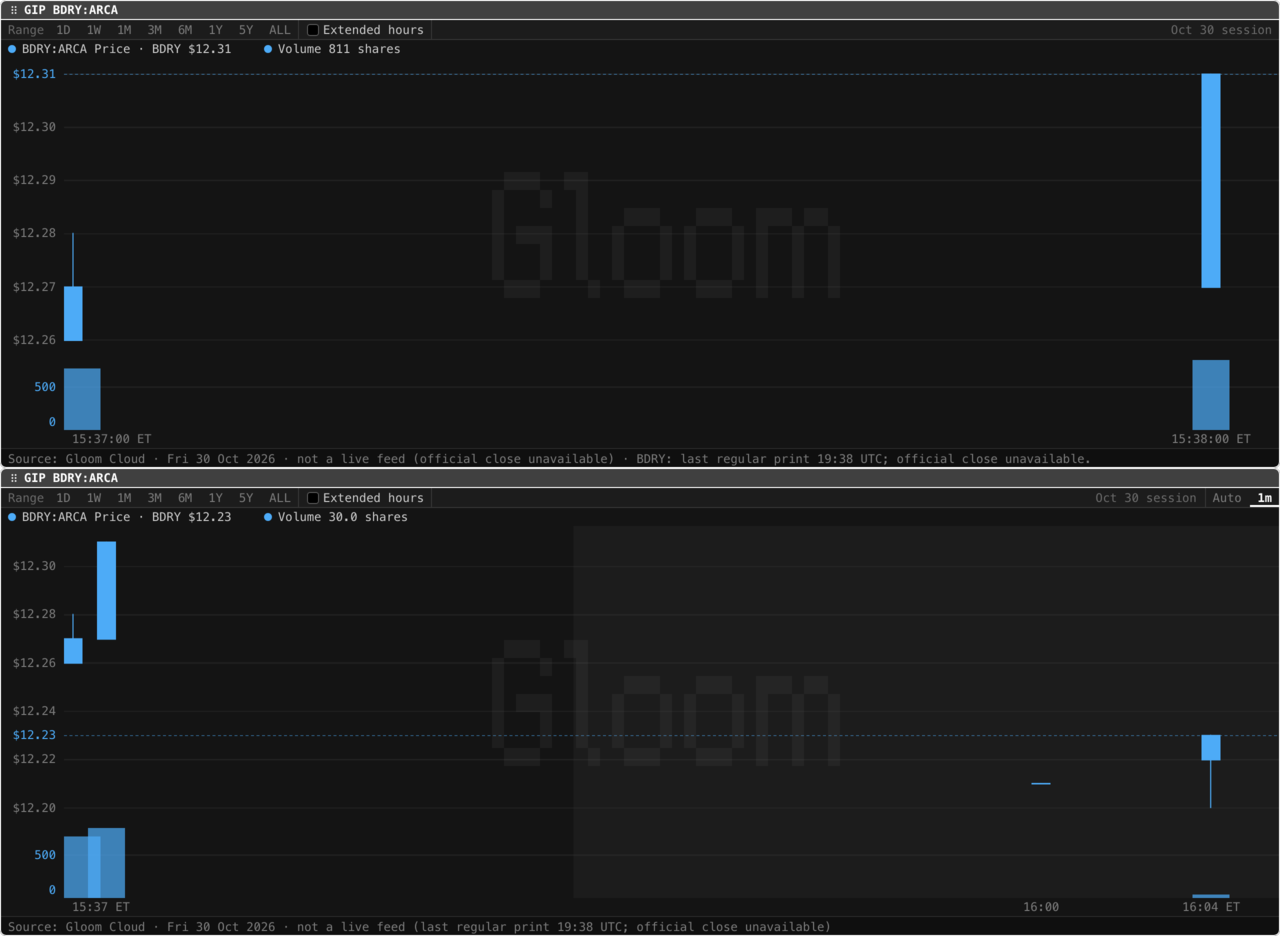 ⠿ GIP BDRY:ARCA
Range 1D 1W 1M 3M 6M 1Y 5Y ALL Extended hours Oct 30 session
BDRY:ARCA Price · BDRY $12.31 Volume 811 shares
$12.31
$12.30
$12.29
$12.28
$12.27
$12.26
500
0
Gloom
15:37:00 ET 15:38:00 ET
Source: Gloom Cloud · Fri 30 Oct 2026 · not a live feed (official close unavailable) · BDRY: last regular print 19:38 UTC; official close unavailable.
⠿ GIP BDRY:ARCA
Range 1D 1W 1M 3M 6M 1Y 5Y ALL Extended hours Oct 30 session Auto 1m
BDRY:ARCA Price · BDRY $12.23 Volume 30.0 shares
$12.30
$12.28
$12.26
$12.24
$12.23
$12.22
$12.20
500
0
Gloom
15:37 ET 16:00 16:04 ET
Source: Gloom Cloud · Fri 30 Oct 2026 · not a live feed (last regular print 19:38 UTC; official close unavailable)